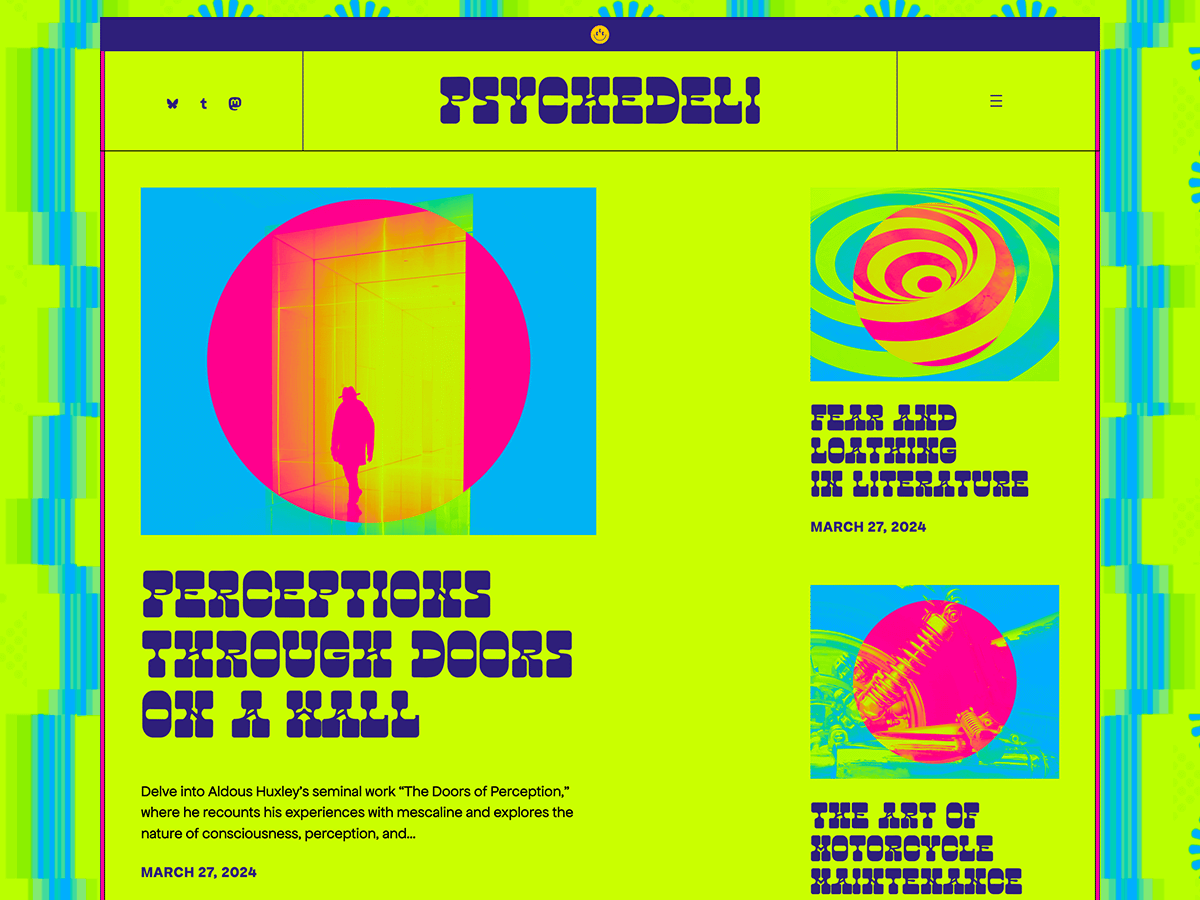 PSYCHEDELI
PERCEPTIONS
THROUGH DOORS
ON A WALL
Delve into Aldous Huxley’s seminal work “The Doors of Perception,”
where he recounts his experiences with mescaline and explores the
nature of consciousness, perception, and...
MARCH 27, 2024
FEAR AND
LOATHING
IN LITERATURE
MARCH 27, 2024
THE ART OF
MOTORCYCLE
MAINTENANCE